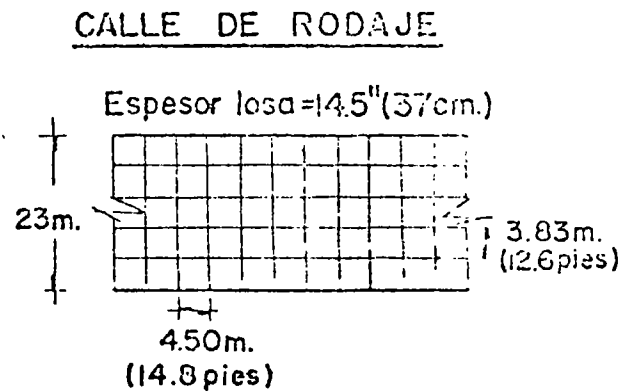 CALLE DE RODAJE
Espesor losa=14.5"(37cm.)
23m.
3.83m.
(12.6pies)
4.50m.
(14.8pies)